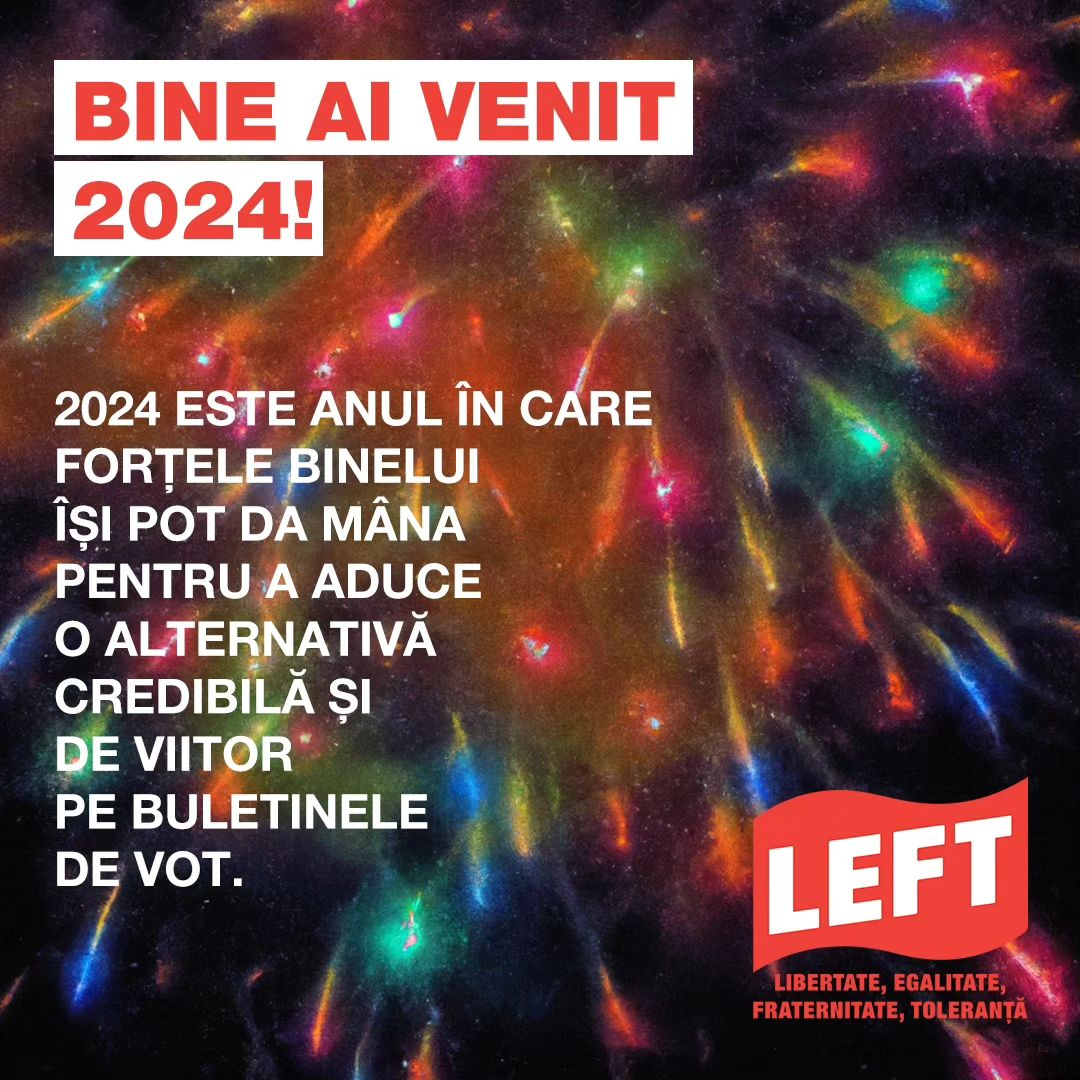 BINE AI VENIT
2024!
2024 ESTE ANUL ÎN CARE
FORȚELE BINELUI
ÎȘI POT DA MÂNA
PENTRU A ADUCE
O ALTERNATIVĂ
CREDIBILĂ ȘI
DE VIITOR
PE BULETINELE
DE VOT.
LEFT
LIBERTATE, EGALITATE,
FRATERNITATE, TOLERANȚĂ